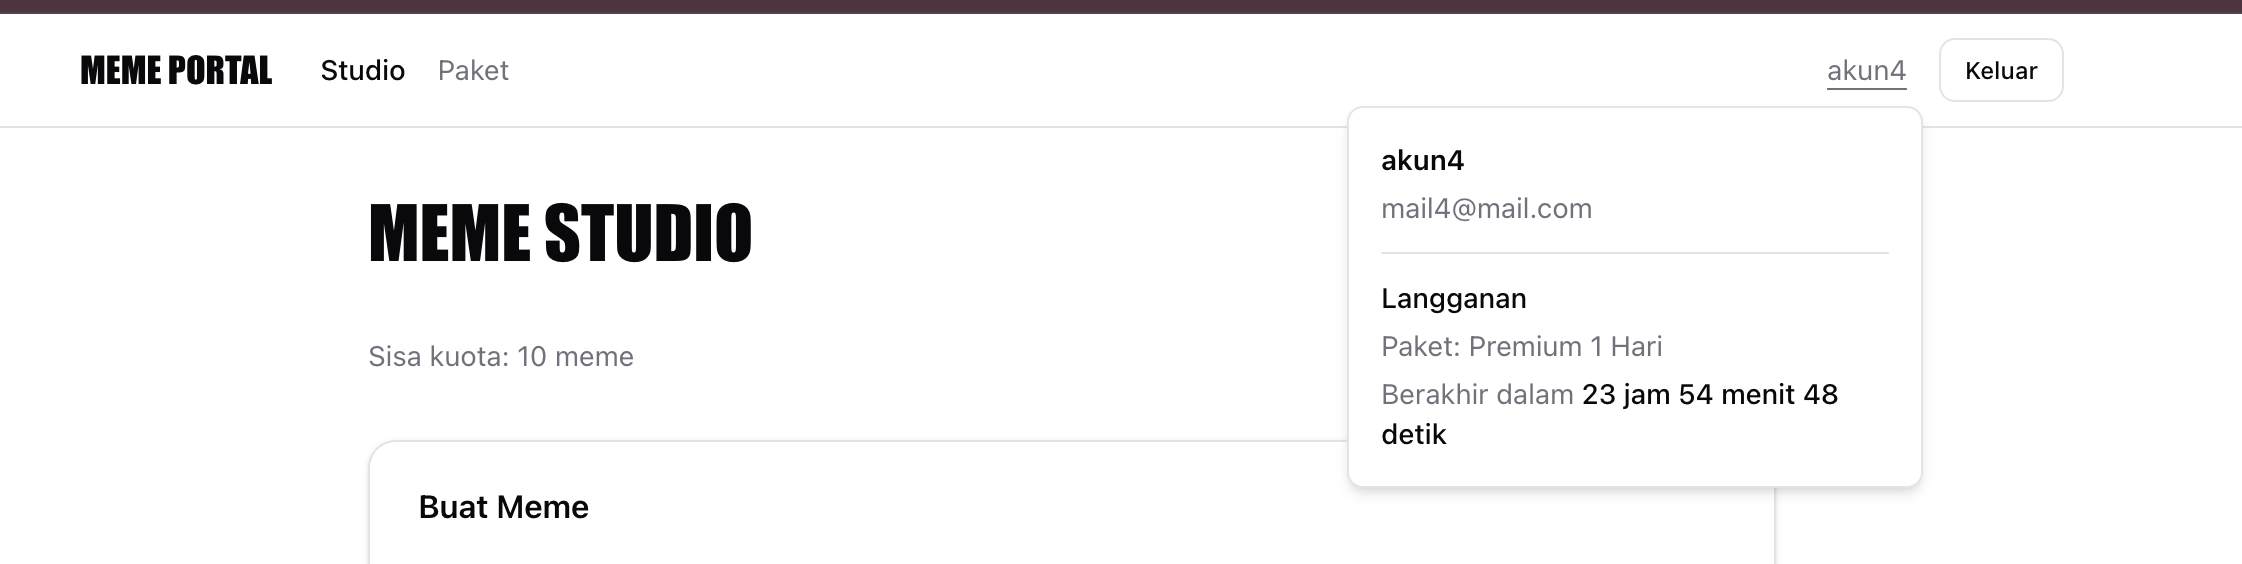 MEME PORTAL
Studio
Paket
akun4
Keluar
akun4
mail4@mail.com
Langganan
Paket: Premium 1 Hari
Berakhir dalam 23 jam 54 menit 48
detik
MEME STUDIO
Sisa kuota: 10 meme
Buat Meme